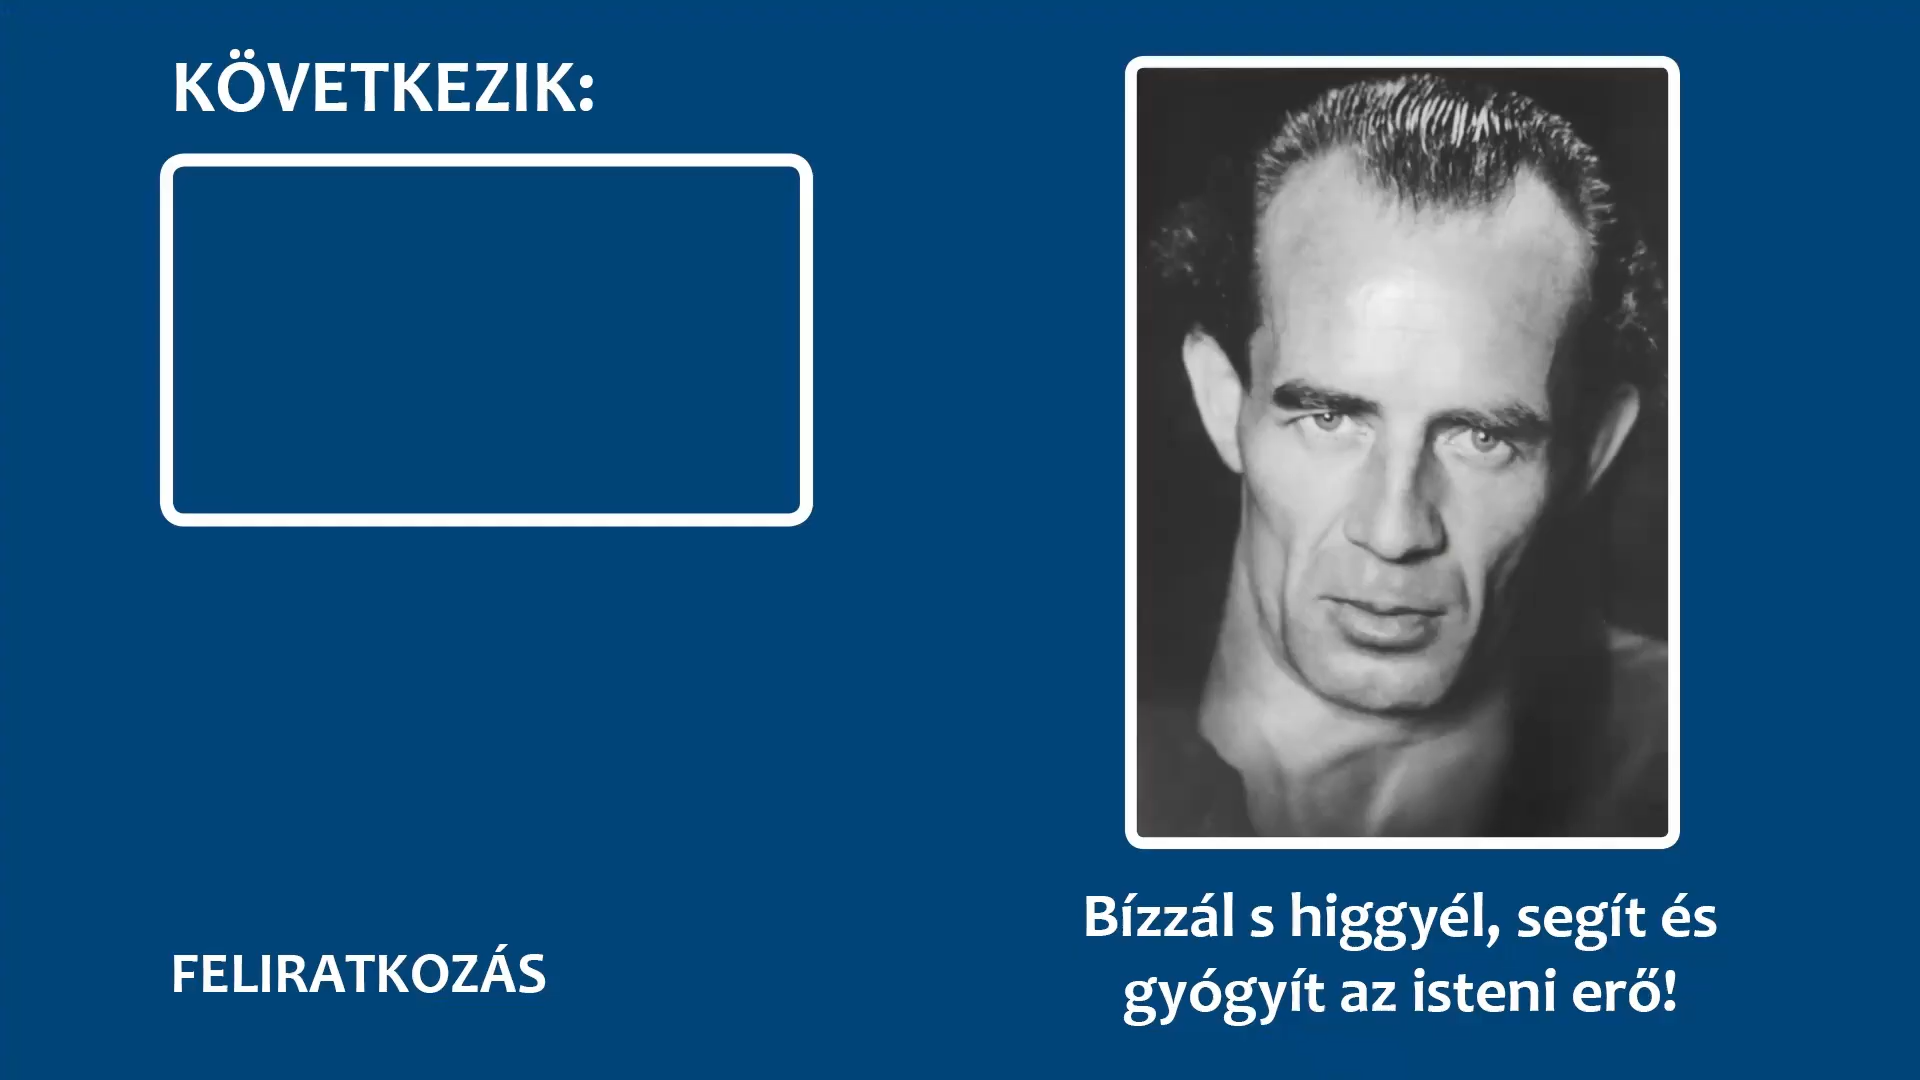 KÖVETKEZIK:
FELIRATKOZÁS
Bízzál s higgyél, segít és
gyógyít az isteni erő!